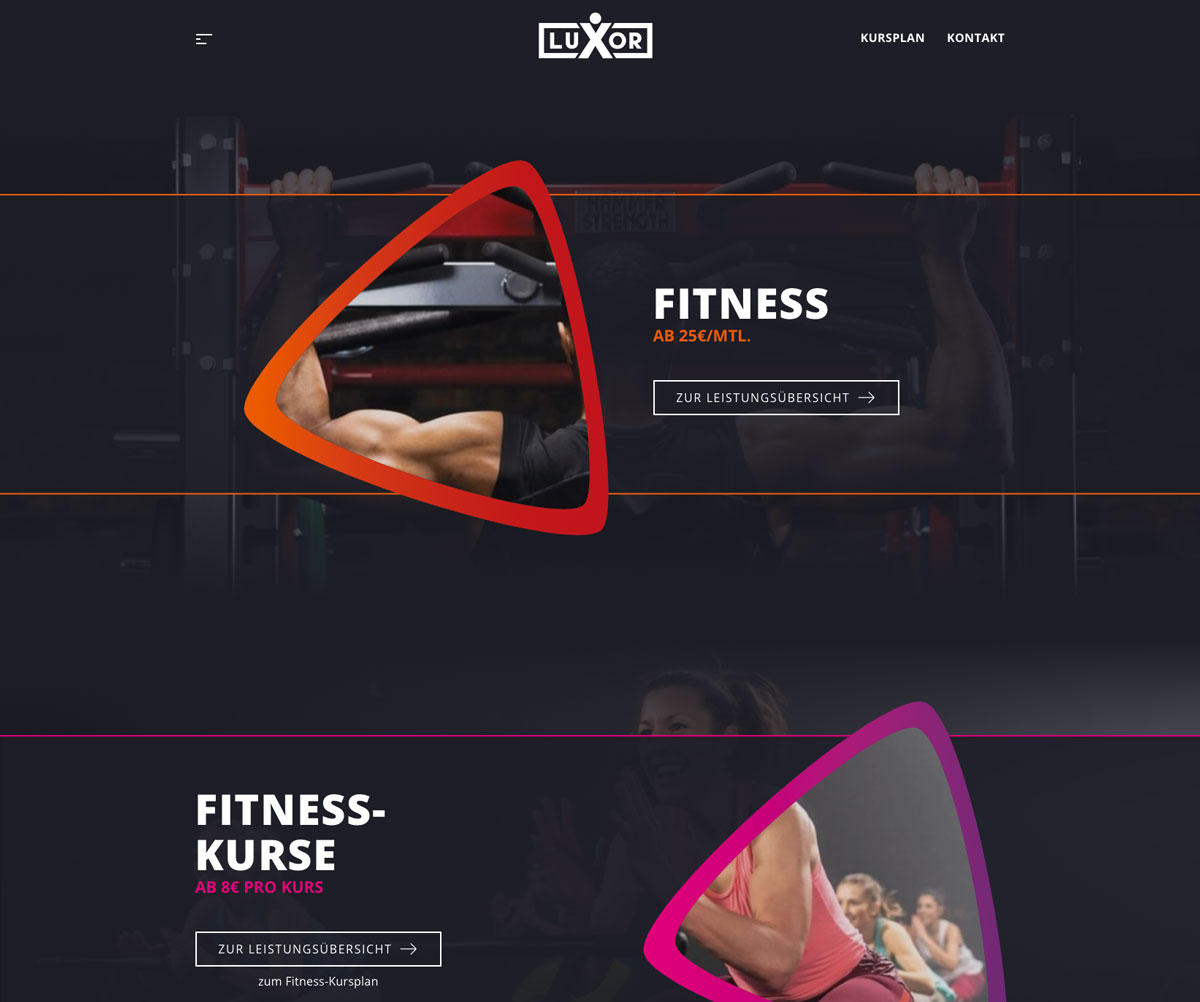 LUXOR
KURSPLAN KONTAKT
HAMMER
STRENGTH
FITNESS
AB 25€/MTL.
ZUR LEISTUNGSÜBERSICHT
FITNESS-
KURSE
AB 8€ PRO KURS
ZUR LEISTUNGSÜBERSICHT
zum Fitness-Kursplan